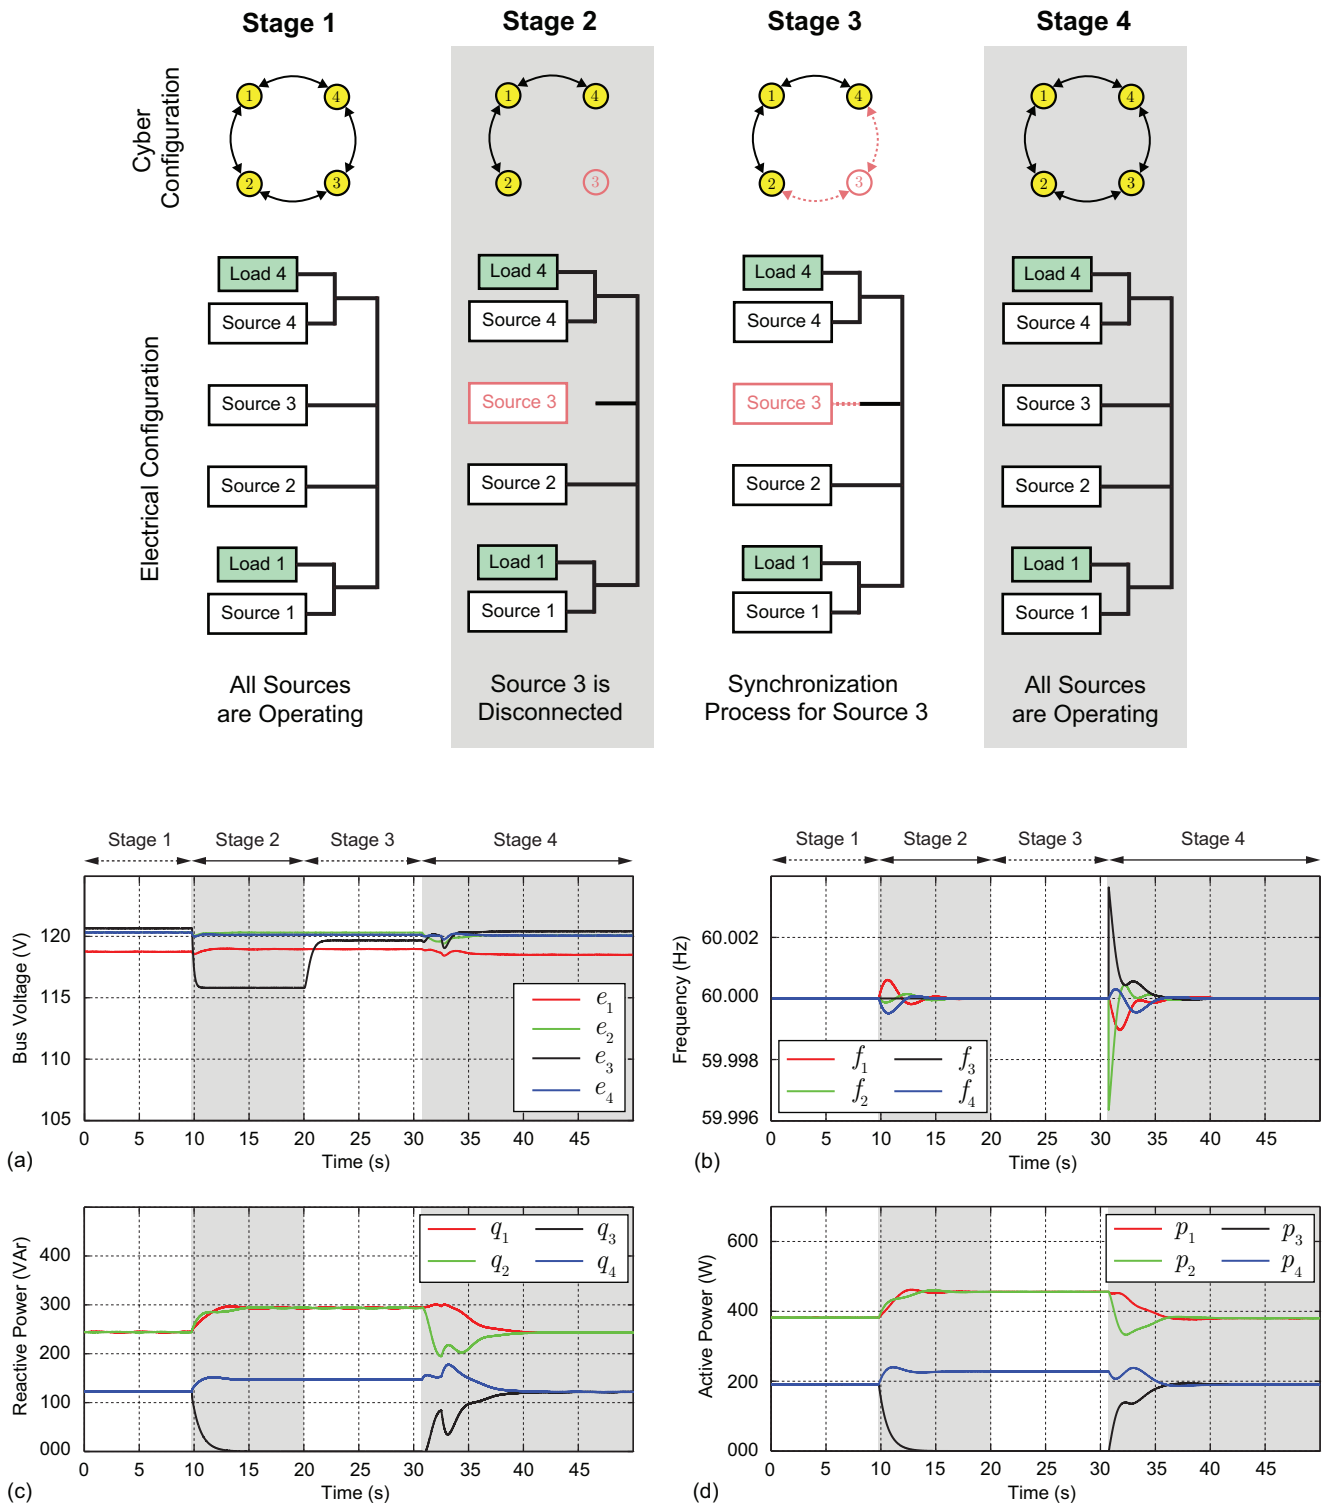 Stage 1
Stage 2
Stage 3
Stage 4
Cyber
Configuration
1
4
2
3
1
4
2
3
1
4
2
3
1
4
2
3
Electrical Configuration
Load 4
Source 4
Source 3
Source 2
Load 1
Source 1
Load 4
Source 4
Source 3
Source 2
Load 1
Source 1
Load 4
Source 4
Source 3
Source 2
Load 1
Source 1
Load 4
Source 4
Source 3
Source 2
Load 1
Source 1
All Sources
are Operating
Source 3 is
Disconnected
Synchronization
Process for Source 3
All Sources
are Operating
Stage 1 Stage 2 Stage 3 Stage 4
Bus Voltage (V)
120
115
110
105
e1
e2
e3
e4
0 5 10 15 20 25 30 35 40 45
Time (s)
(a)
Stage 1 Stage 2 Stage 3 Stage 4
Frequency (Hz)
60.002
60.000
59.998
59.996
f1 f3
f2 f4
0 5 10 15 20 25 30 35 40 45
Time (s)
(b)
Reactive Power (VAr)
400
300
200
100
000
q1 q3
q2 q4
0 5 10 15 20 25 30 35 40 45
Time (s)
(c)
Active Power (W)
600
400
200
000
p1 p3
p2 p4
0 5 10 15 20 25 30 35 40 45
Time (s)
(d)